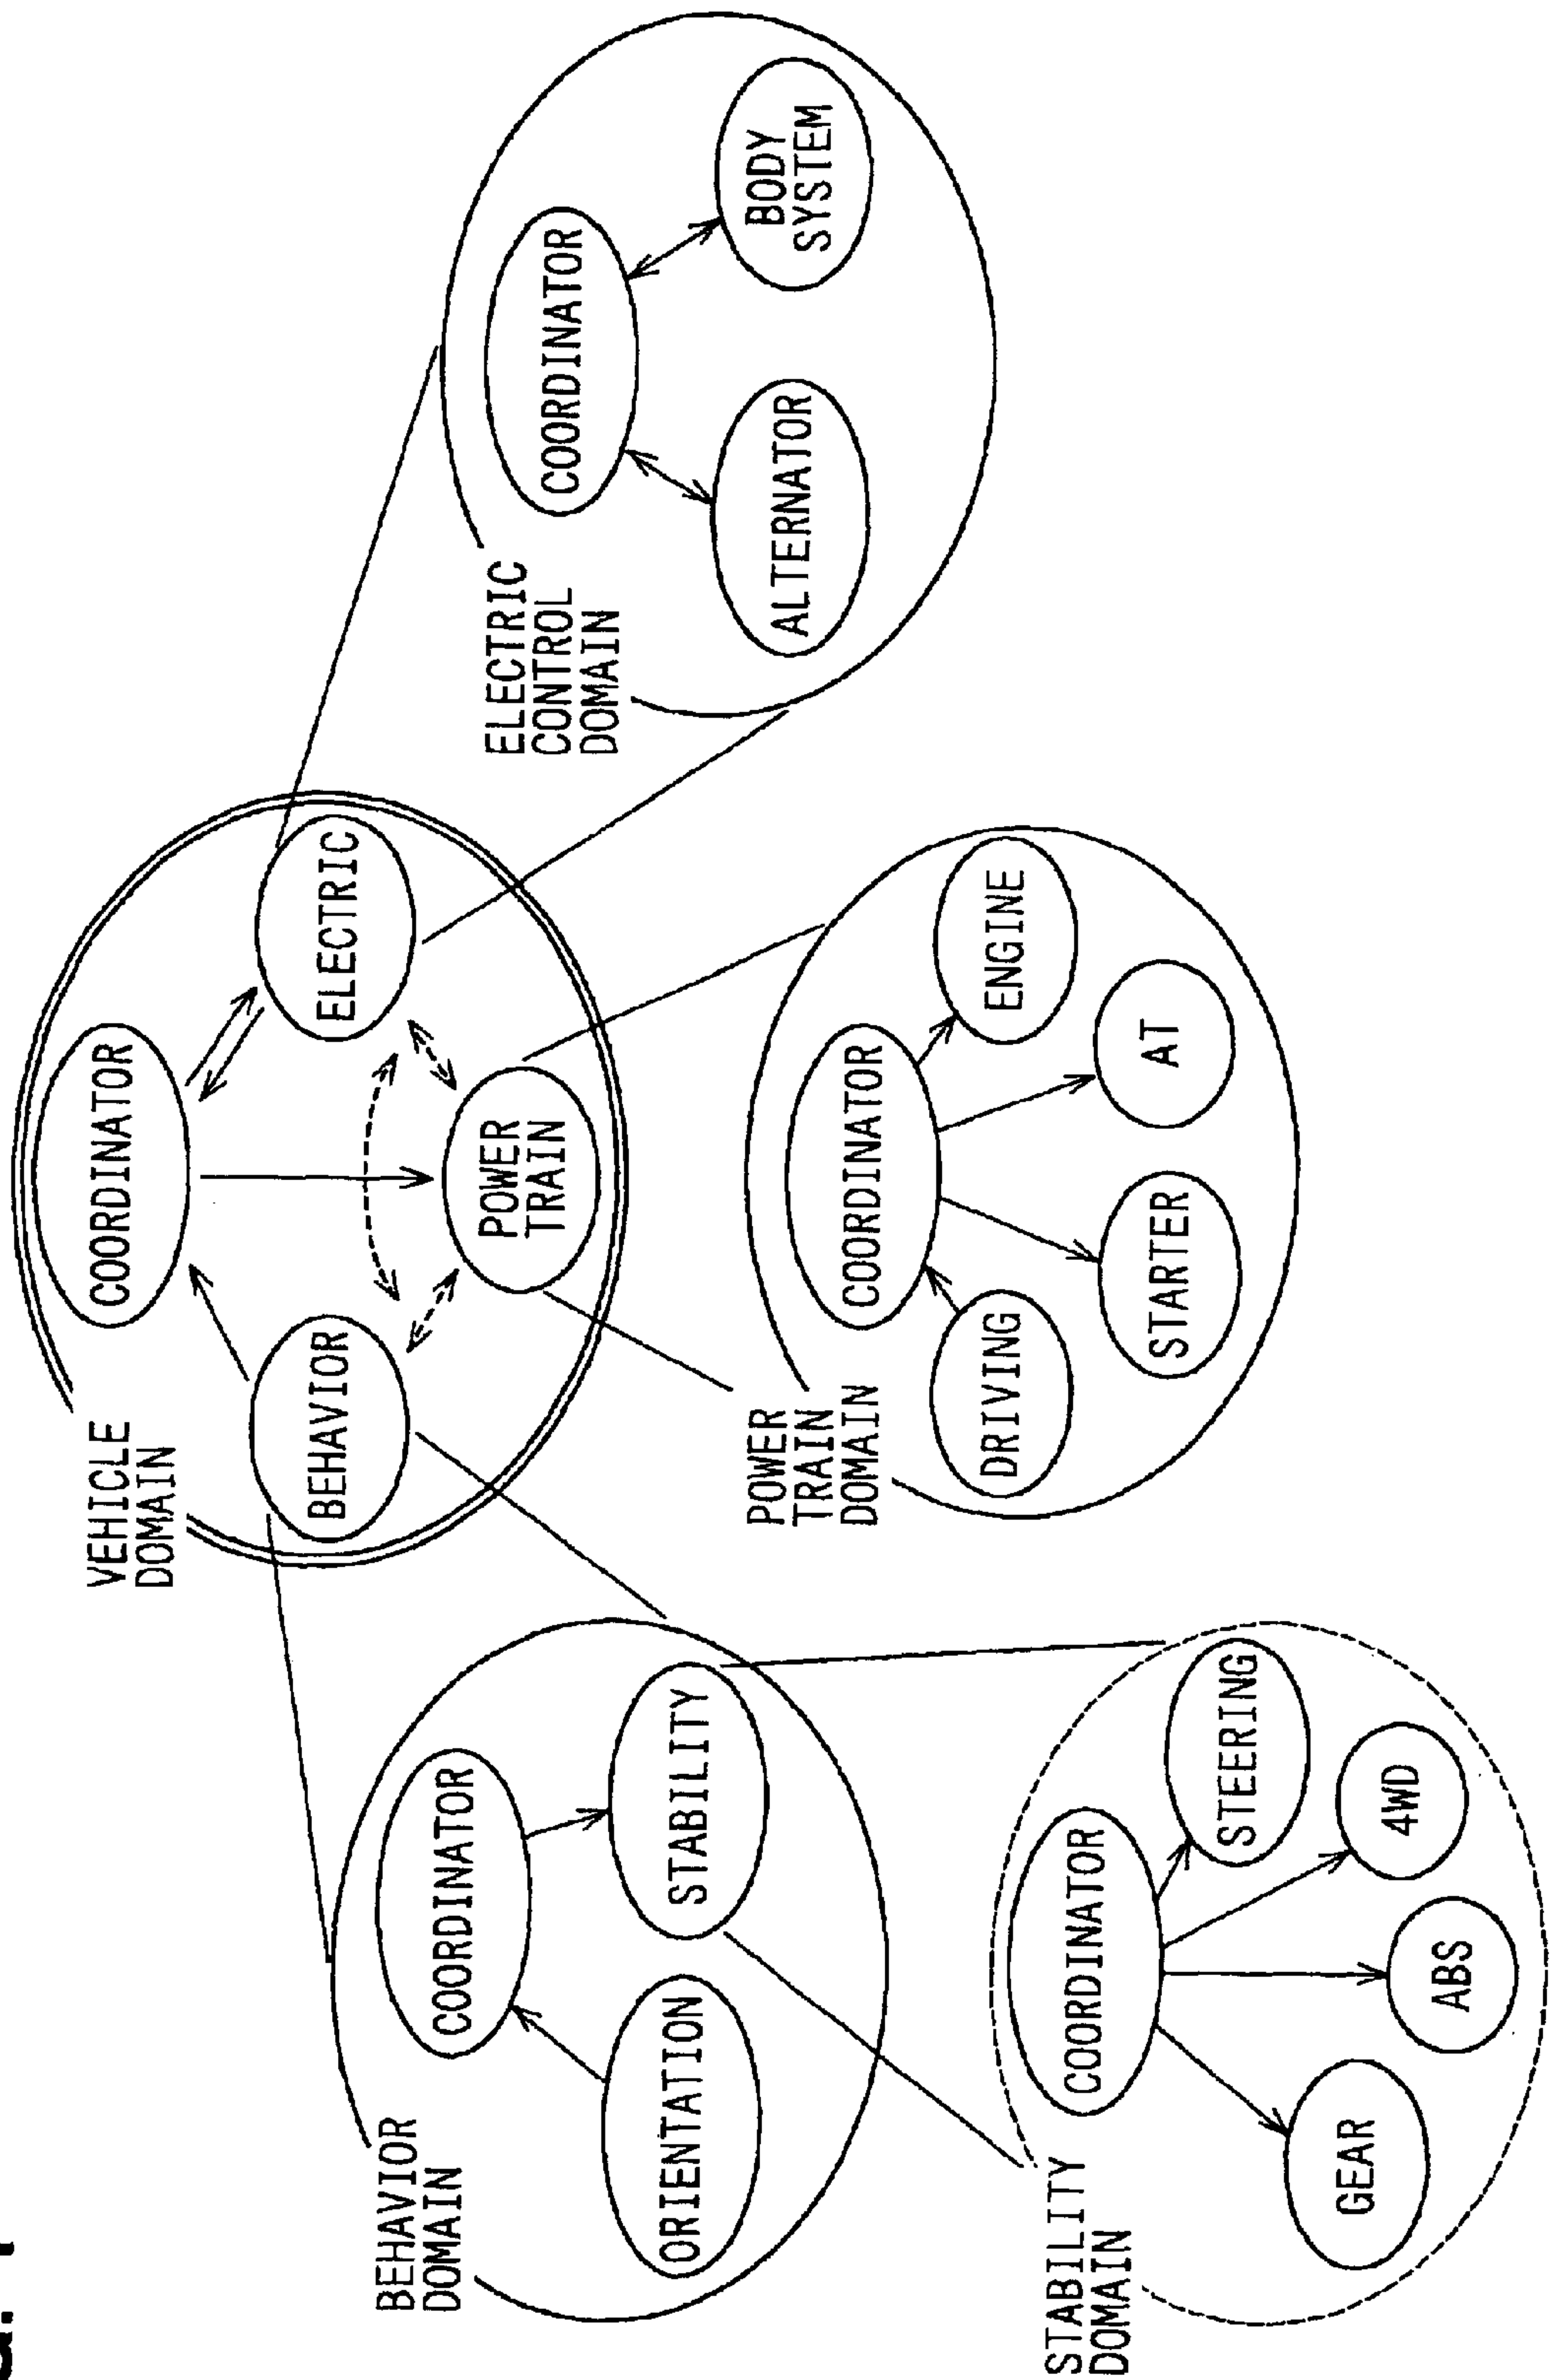 VEHICLE
DOMAIN
COORDINATOR
BEHAVIOR
ELECTRIC
POWER
TRAIN
BEHAVIOR
DOMAIN
COORDINATOR
ORIENTATION
STABILITY
STABILITY
DOMAIN
COORDINATOR
GEAR
ABS
4WD
STEERING
POWER
TRAIN
DOMAIN
COORDINATOR
DRIVING
STARTER
AT
ENGINE
ELECTRIC
CONTROL
DOMAIN
COORDINATOR
ALTERNATOR
BODY
SYSTEM